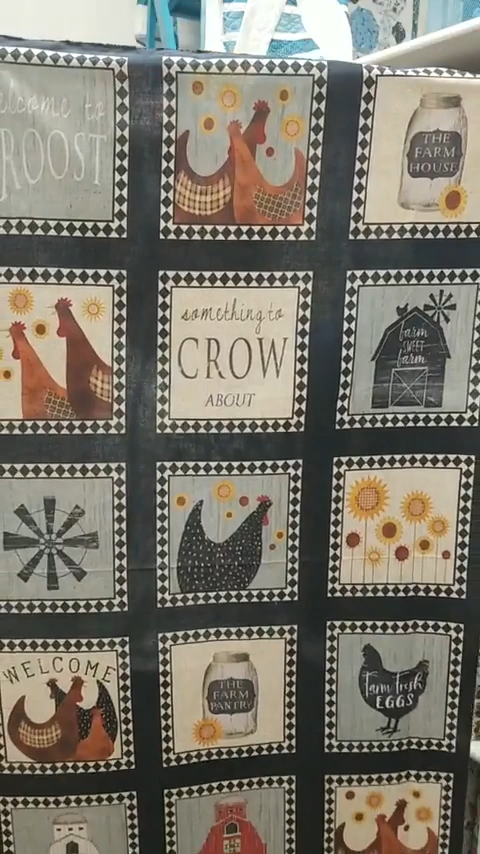 welcome to
ROOST
THE
FARM
HOUSE
something to
CROW
ABOUT
farm
SWEET
farm
WELCOME
THE
FARM
PANTRY
Farm Fresh
EGGS